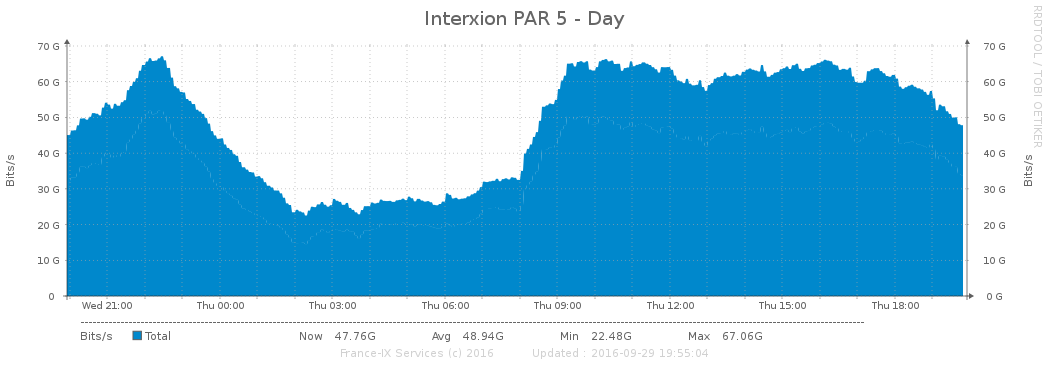 Interxion PAR 5 - Day
RRDTOOL / TOBI OETIKER
70 G 70 G
60 G 60 G
50 G 50 G
40 G 40 G
30 G 30 G
20 G 20 G
10 G 10 G
0 0 G
Bits/s
Bits/s
Wed 21:00 Thu 00:00 Thu 03:00 Thu 06:00 Thu 09:00 Thu 12:00 Thu 15:00 Thu 18:00
Bits/s Total Now 47.76G Avg 48.94G Min 22.48G Max 67.06G
France-IX Services (c) 2016 Updated : 2016-09-29 19:55:04